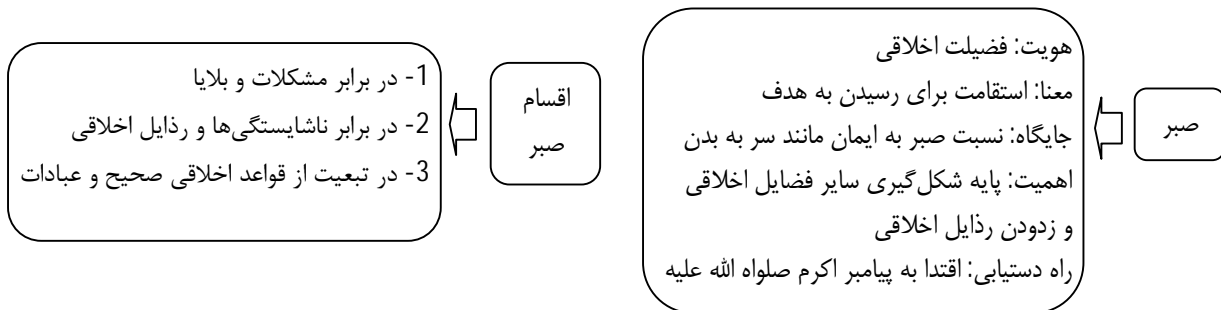 صبر
هویت: فضیلت اخلاقی
معنا: استقامت برای رسیدن به هدف
جایگاه: نسبت صبر به ایمان مانند سر به بدن
اهمیت: پایه شکل‌گیری سایر فضایل اخلاقی
و زدودن رذایل اخلاقی
راه دستیابی: اقتدا به پیامبر اکرم صلواه الله علیه
اقسام
صبر
1- در برابر مشکلات و بلایا
2- در برابر ناشایستگی‌ها و رذایل اخلاقی
3- در تبعیت از قواعد اخلاقی صحیح و عبادات